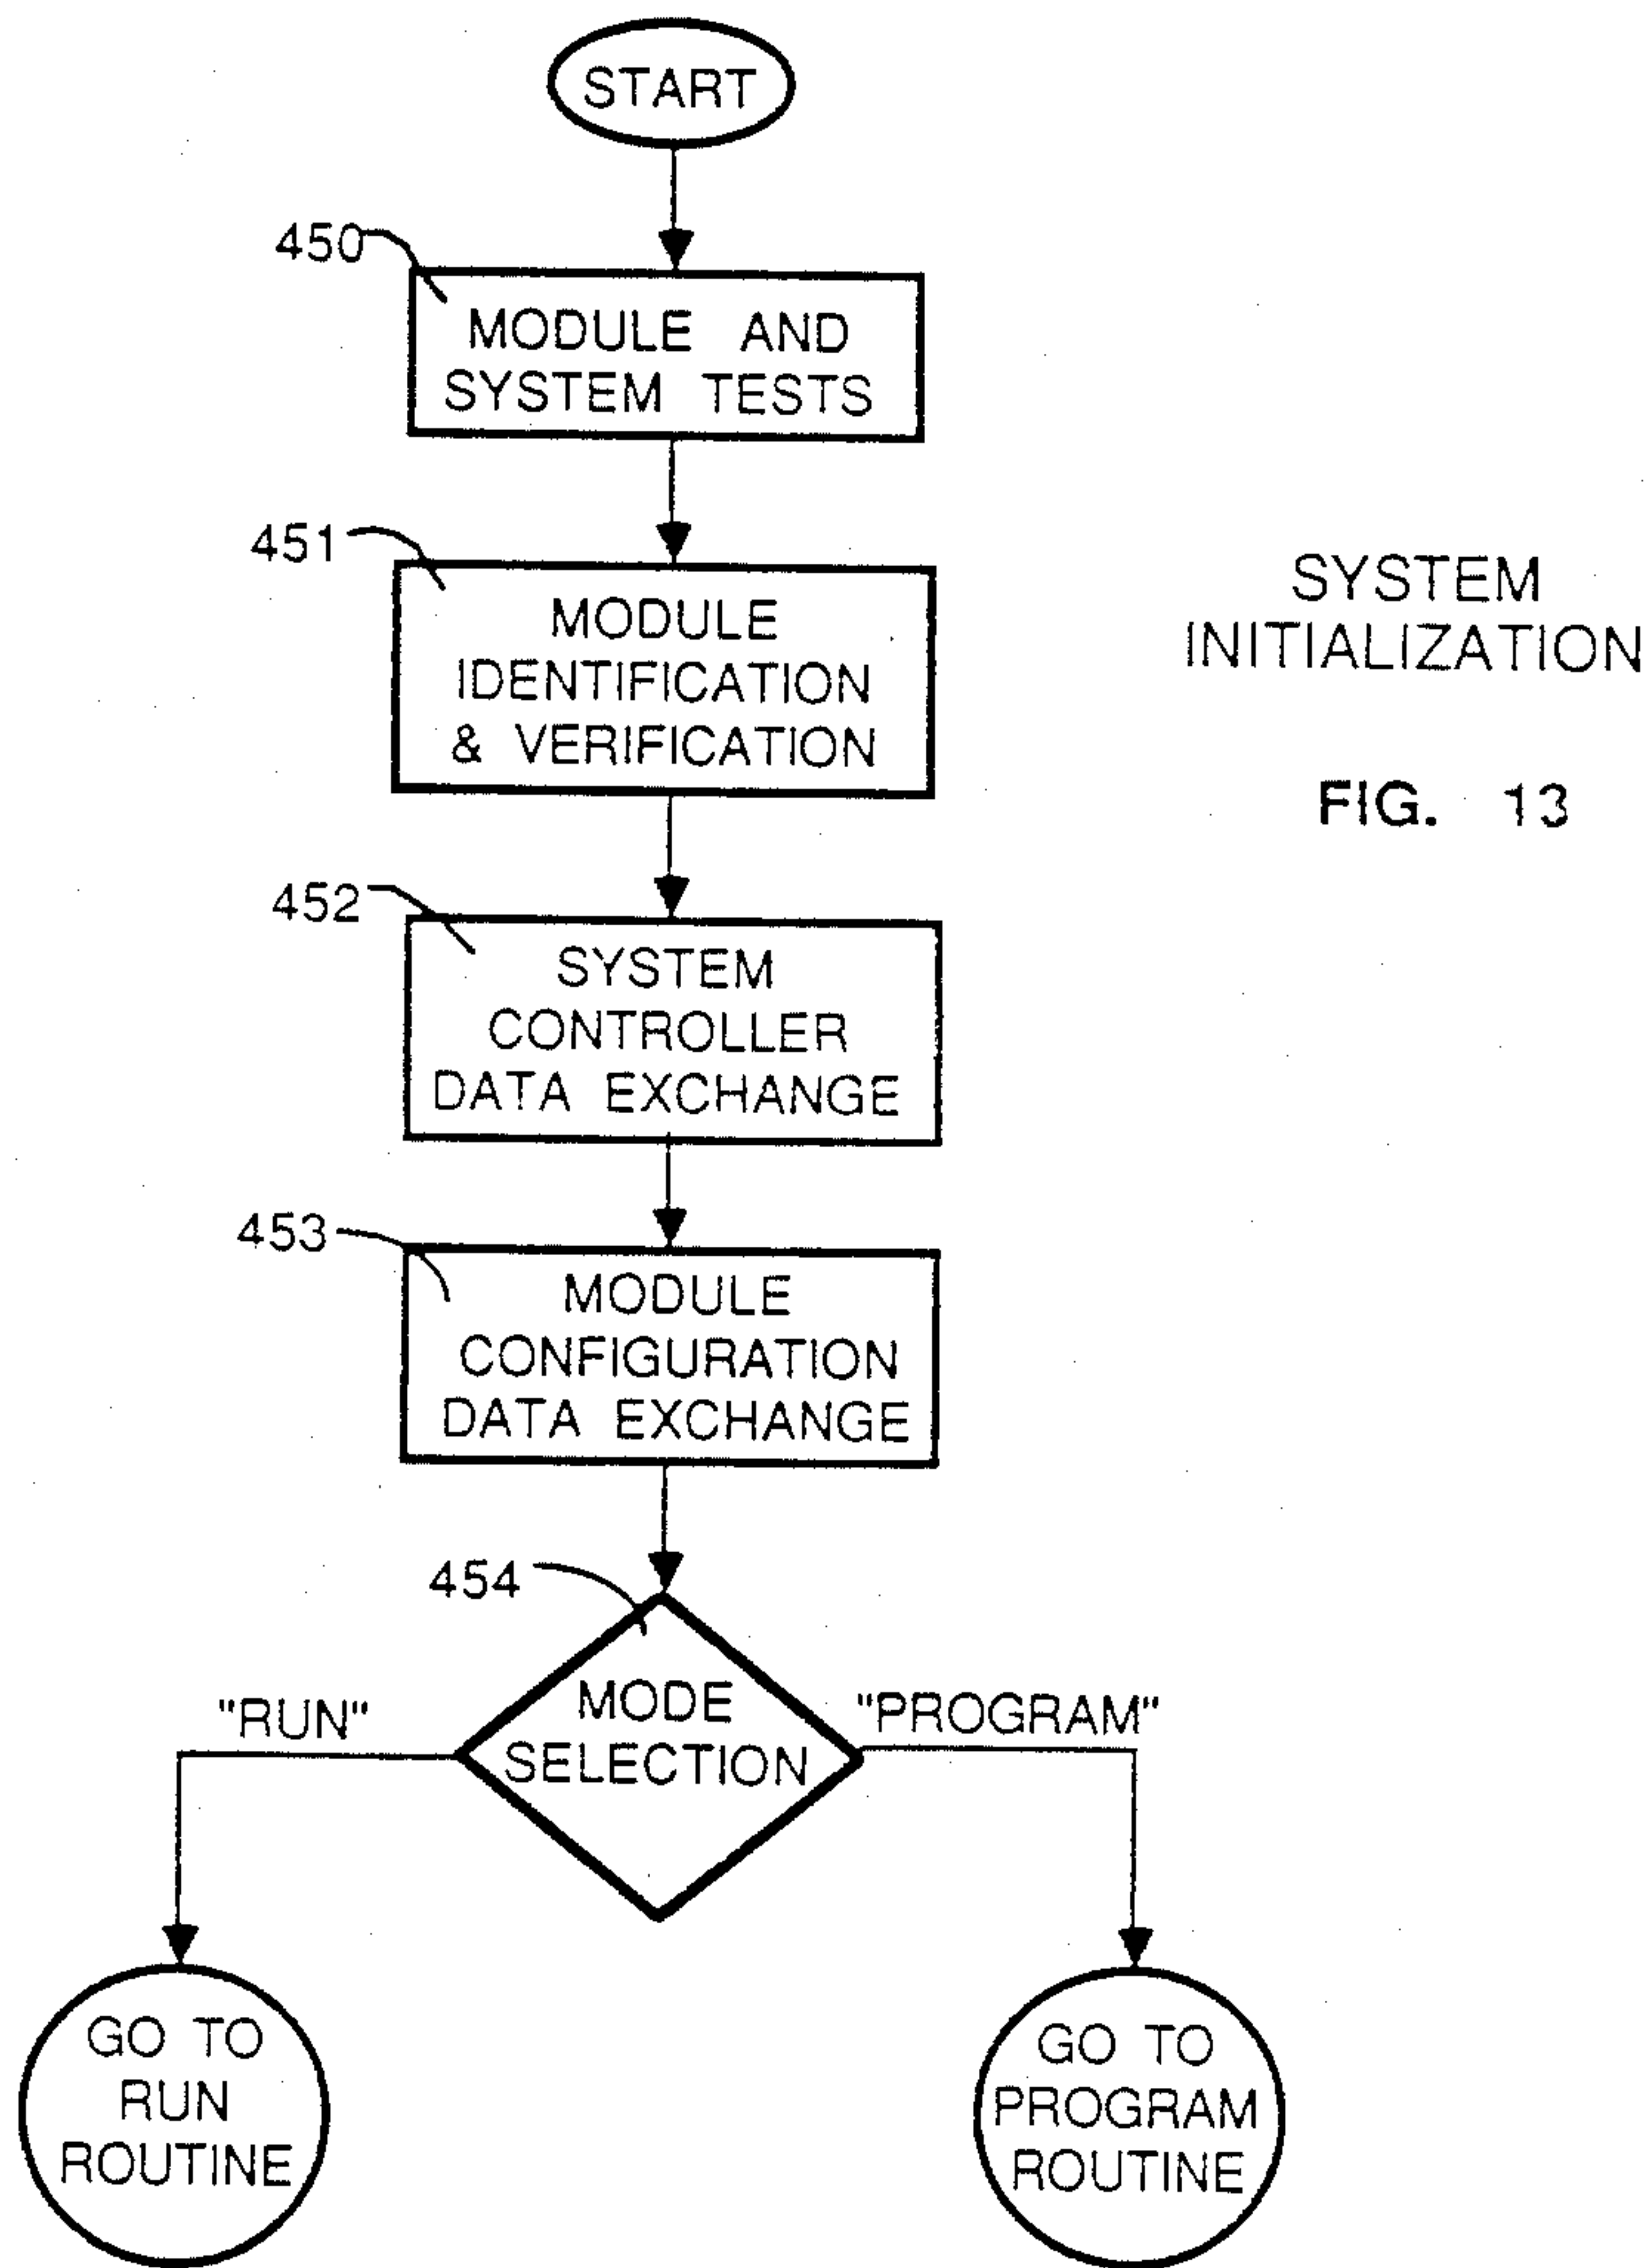 START
450
MODULE AND
SYSTEM TESTS
451
MODULE
IDENTIFICATION
& VERIFICATION
SYSTEM
INITIALIZATION
FIG. 13
452
SYSTEM
CONTROLLER
DATA EXCHANGE
453
MODULE
CONFIGURATION
DATA EXCHANGE
454
MODE
SELECTION
"RUN"
"PROGRAM"
GO TO
RUN
ROUTINE
GO TO
PROGRAM
ROUTINE